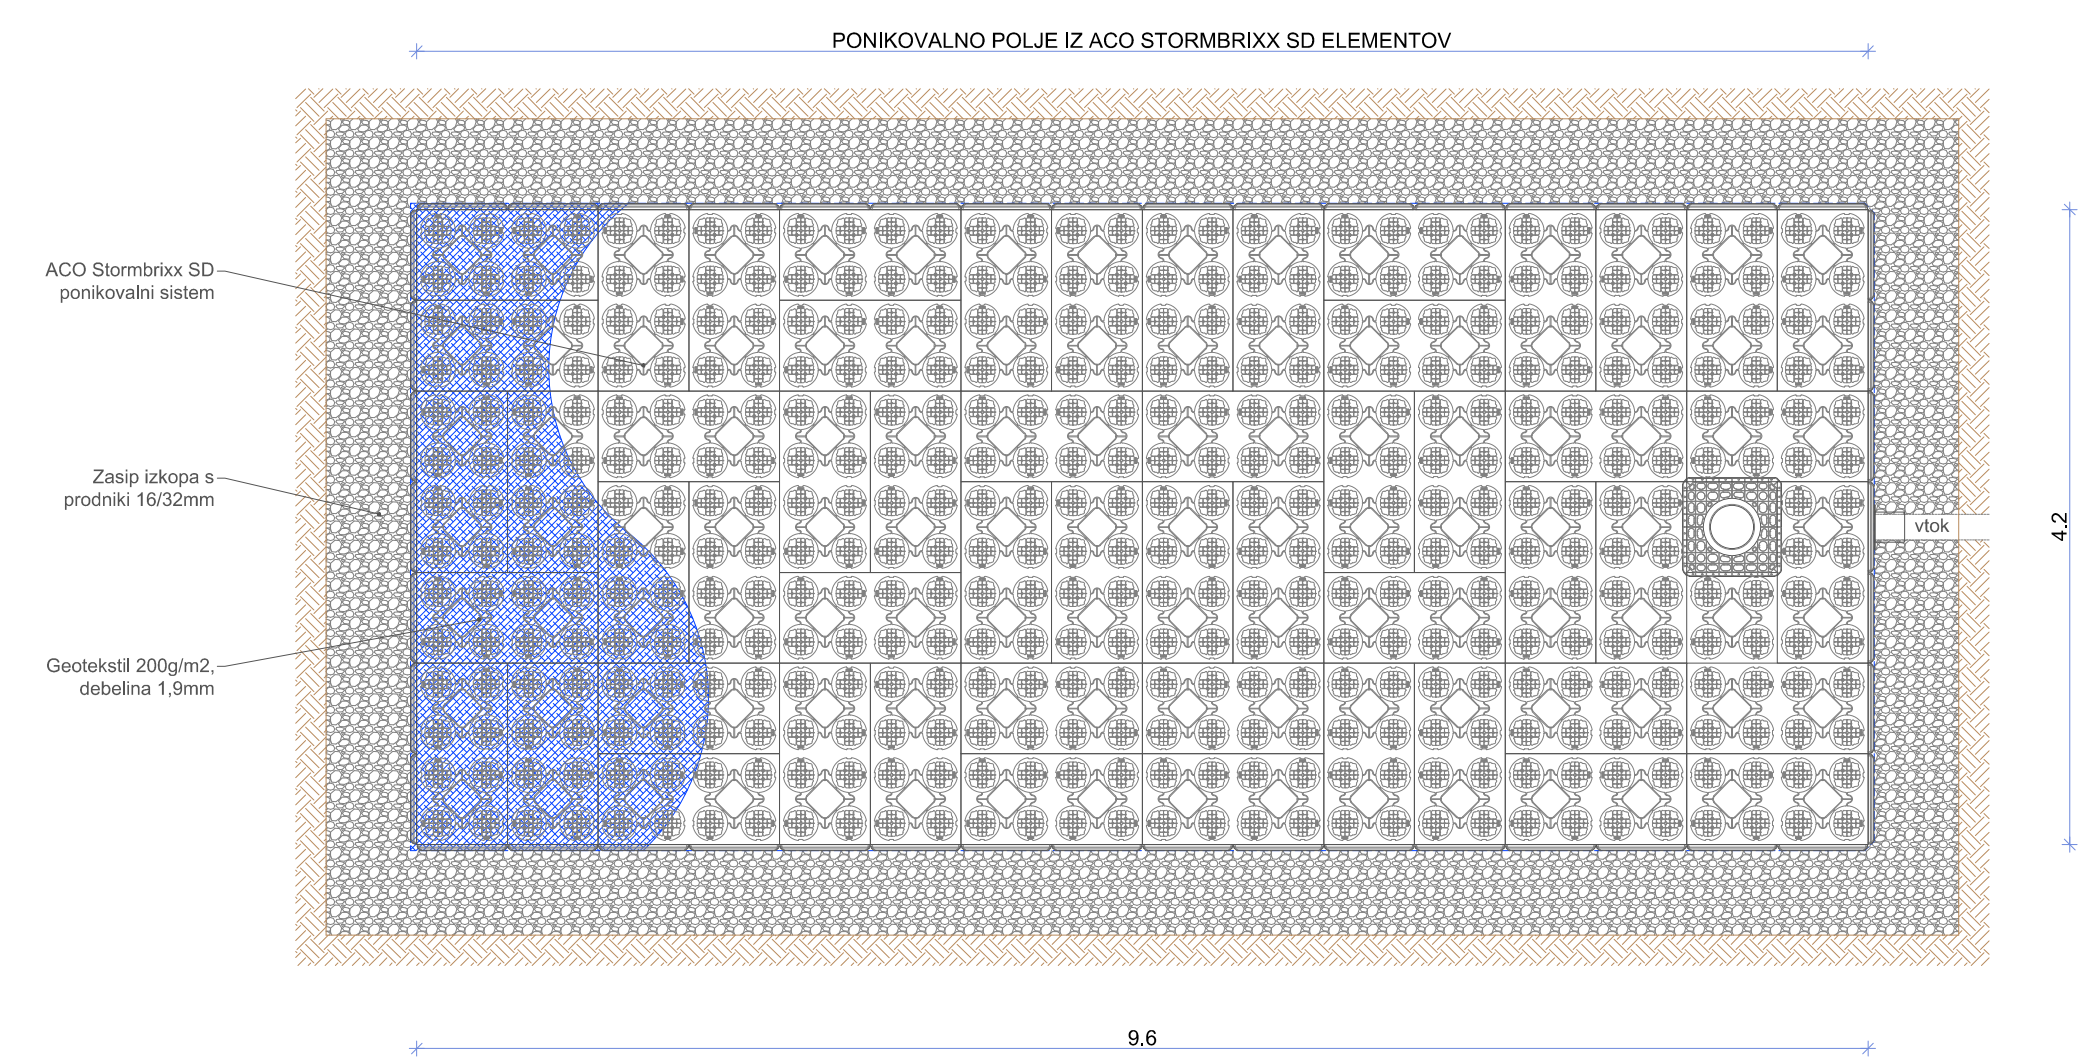 PONIKOVALNO POLJE IZ ACO STORMBRIXX SD ELEMENTOV
ACO Stormbrixx SD
ponikovalni sistem
Zasip izkopa s
prodniki 16/32mm
vtok
4.2
Geotekstil 200g/m2,
debelina 1,9mm
9.6